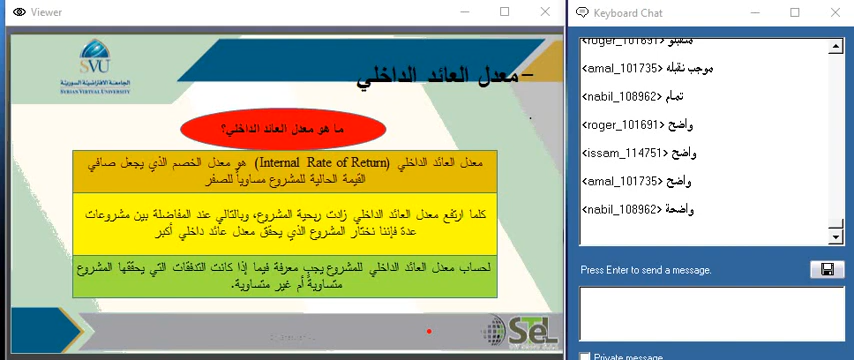 Viewer
SVU
الجامعة الافتراضية السورية
SYRIAN VIRTUAL UNIVERSITY
-معدل العائد الداخلي
ما هو معدل العائد الداخلي؟
معدل العائد الداخلي (Internal Rate of Return) هو معدل الخصم الذي يجعل صافي
القيمة الحالية للمشروع مساوياً للصفر
كلما ارتفع معدل العائد الداخلي زادت ربحية المشروع، وبالتالي عند المفاضلة بين مشروعات
عدة فإننا نختار المشروع الذي يحقق معدل عائد داخلي أكبر
لحساب معدل العائد الداخلي للمشروع يجب معرفة فيما إذا كانت التدفقات التي يحققها المشروع
متساوية أم غير متساوية.
SeL
Keyboard Chat
<roger_101691>
<amal_101735> موجب نقبله
<nabil_108962> تمام
<roger_101691> واضح
<issam_114751> واضح
<amal_101735> واضح
<nabil_108962> واضحة
Press Enter to send a message.
Private message